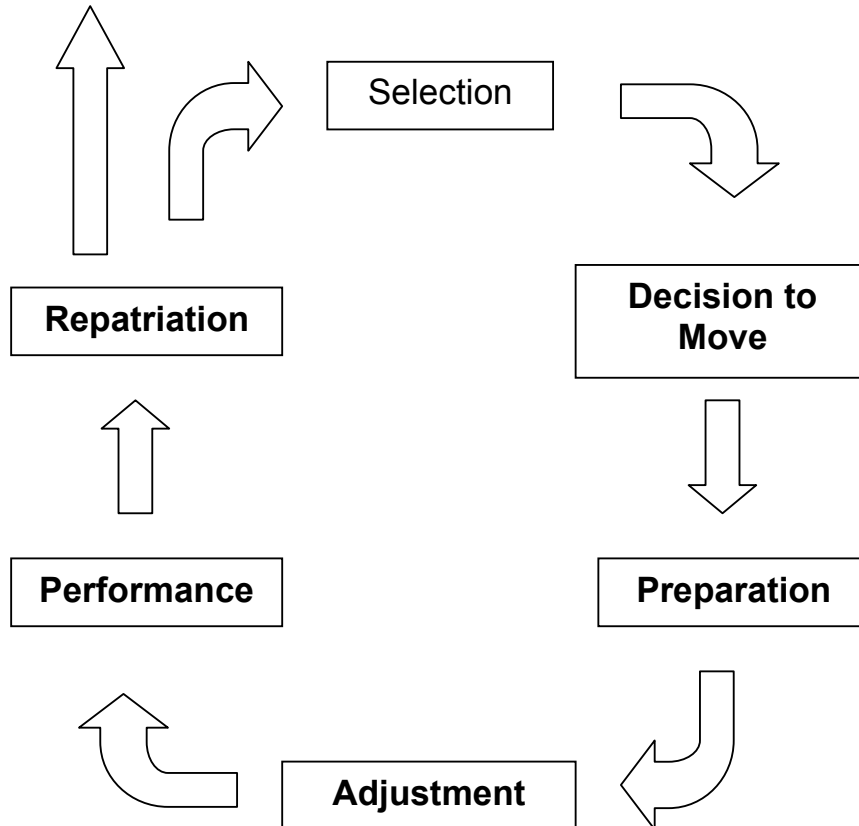 Selection
Decision to
Move
Repatriation
Performance
Preparation
Adjustment